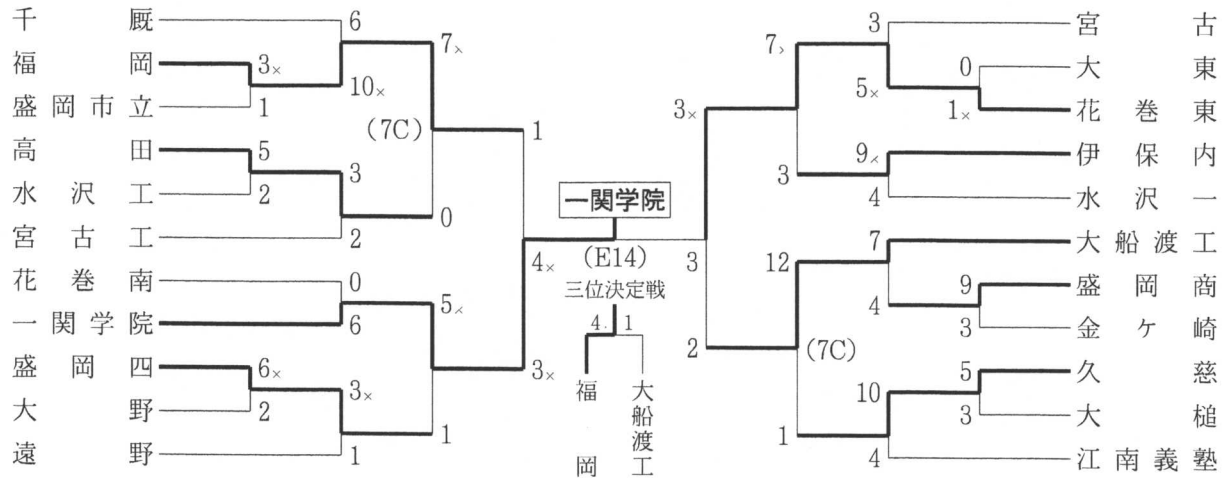 千厩
福岡
盛岡市立
高田
水沢工
宮古工
花巻南
一関学院
盛岡四
大野
遠野
6
3×
1
10×
5
2
3
2
0
6
6×
2
3×
1
7×
(7C)
0
5×
1
1
3×
4×
一関学院
(E14)
三位決定戦
4
1
福岡
大船渡工
3
3×
2
7×
3
12
(7C)
1
3
5×
9×
4
7
4
10
4
0
1×
9
3
5
3
宮古
大東
花巻東
伊保内
水沢一
大船渡工
盛岡商
金ケ崎
久慈
大槌
江南義塾